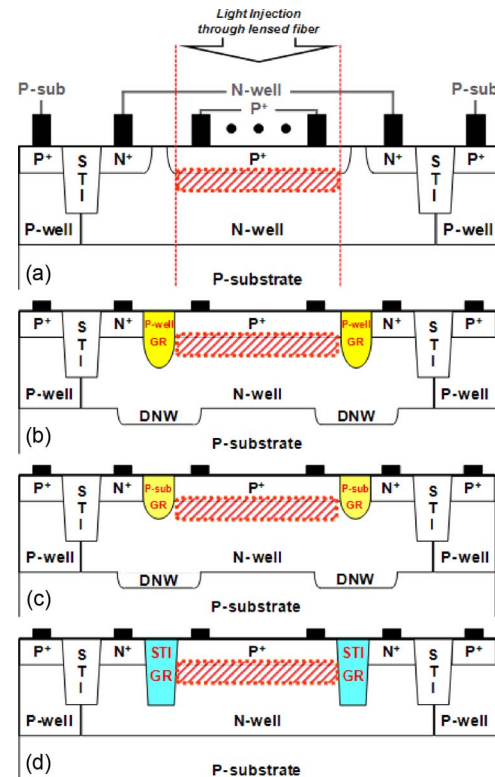 Light Injection
through lensed fiber
P-sub N-well P-sub
P+
P+ S T I N+ P+ N+ S T I P+
P-well N-well P-well
P-substrate
(a)
P+ S T I N+ P-well GR P+ P-well GR N+ S T I P+
P-well N-well P-well
DNW DNW
(b)
P-substrate
P+ S T I N+ P-sub GR P+ P-sub GR N+ S T I P+
P-well N-well P-well
DNW DNW
(c)
P-substrate
P+ S T I N+ STI GR P+ STI GR N+ S T I P+
P-well N-well P-well
(d)
P-substrate